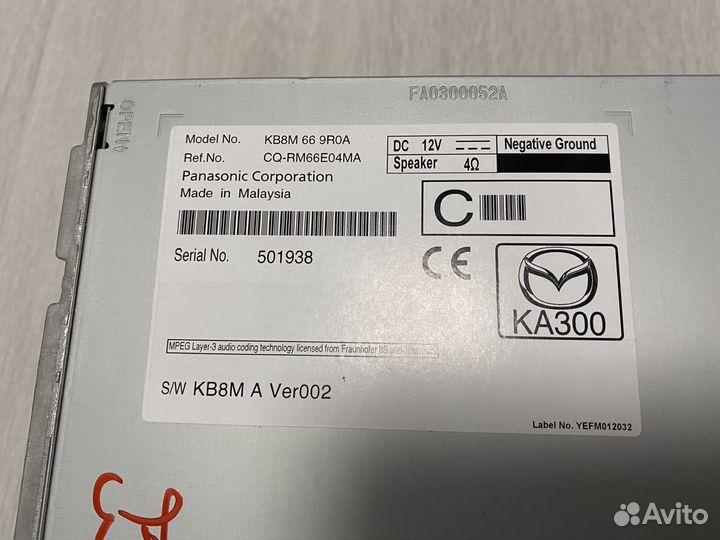 FA0300052A
OPEN
Model No. KB8M 66 9R0A
Ref.No. CQ-RM66E04MA
Panasonic Corporation
Made in Malaysia
DC 12V
Speaker 4Ω
Negative Ground
C
Serial No. 501938
CE
KA300
MPEG Layer-3 audio coding technology licensed from Fraunhofer IIS and
S/W KB8M A Ver002
Label No. YEFM012032
Avito